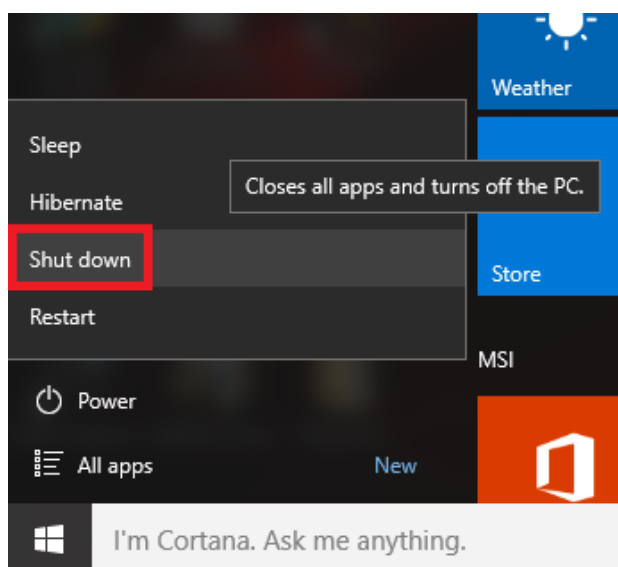 Weather
Sleep
Closes all apps and turns off the PC.
Hibernate
Shut down
Store
Restart
MSI
Power
All apps New
I'm Cortana. Ask me anything.